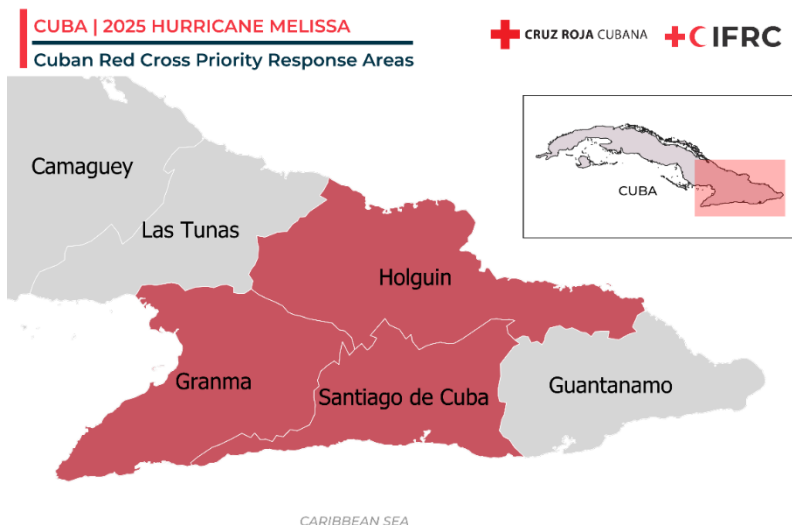 CUBA | 2025 HURRICANE MELISSA
Cuban Red Cross Priority Response Areas
CRUZ ROJA CUBANA
IFRC
Camaguey
Las Tunas
CUBA
Holguin
Granma
Santiago de Cuba
Guantanamo
CARIBBEAN SEA